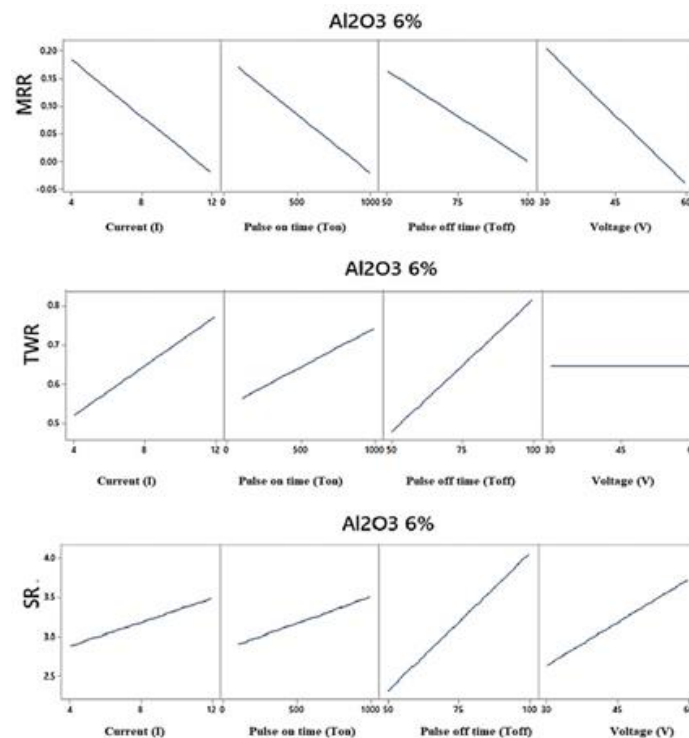 Al2O3 6%
MRR
0.20
0.15
0.10
0.05
0.00
-0.05
4 8 12 0 500 1000 50 75 100 30 45 60
Current (I) Pulse on time (Ton) Pulse off time (Toff) Voltage (V)
Al2O3 6%
TWR
0.8
0.7
0.6
0.5
4 8 12 0 500 1000 50 75 100 30 45 6
Current (I) Pulse on time (Ton) Pulse off time (Toff) Voltage (V)
Al2O3 6%
SR.
4.0
3.5
3.0
2.5
4 8 12 0 500 1000 50 75 100 30 45 6
Current (I) Pulse on time (Ton) Pulse off time (Toff) Voltage (V)